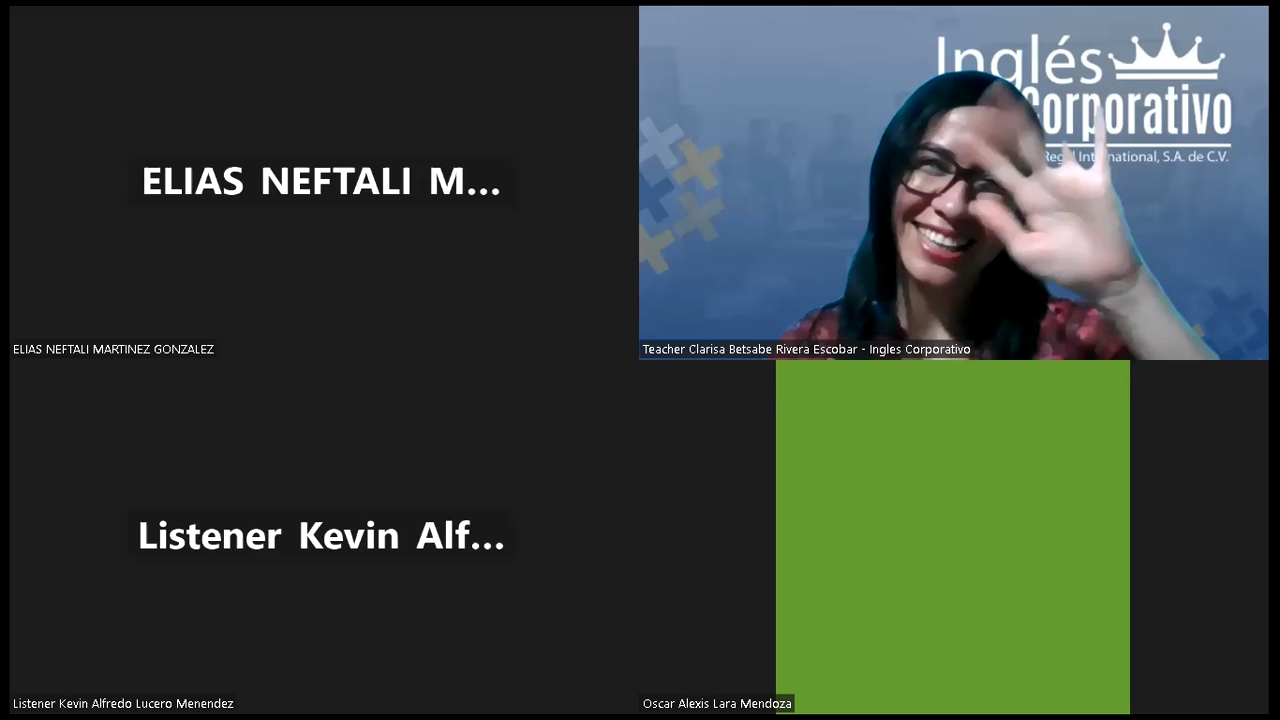 ELIAS NEFTALI M...
ELIAS NEFTALI MARTINEZ GONZALEZ
Inglés
Corporativo
Regal International, S.A. de C.V.
Teacher Clarisa Betsabe Rivera Escobar - Ingles Corporativo
Listener Kevin Alf...
Listener Kevin Alfredo Lucero Menendez
Oscar Alexis Lara Mendoza